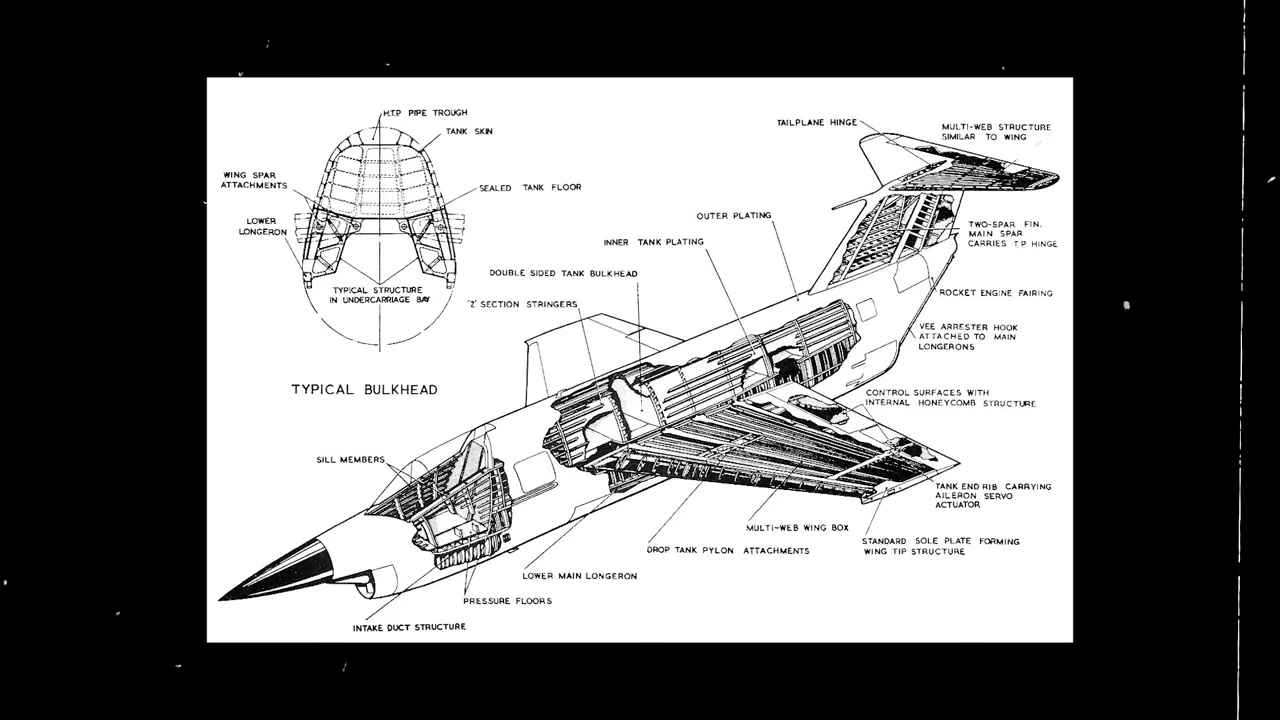 H.T.P PIPE TROUGH
TANK SKIN
WING SPAR
ATTACHMENTS
SEALED TANK FLOOR
LOWER
LONGERON
TYPICAL STRUCTURE
IN UNDERCARRIAGE BAY
TYPICAL BULKHEAD
TAILPLANE HINGE
MULTI-WEB STRUCTURE
SIMILAR TO WING
OUTER PLATING
INNER TANK PLATING
DOUBLE SIDED TANK BULKHEAD
'Z' SECTION STRINGERS
TWO-SPAR FIN.
MAIN SPAR
CARRIES T.P. HINGE
ROCKET ENGINE FAIRING
VEE ARRESTER HOOK
ATTACHED TO MAIN
LONGERONS
CONTROL SURFACES WITH
INTERNAL HONEYCOMB STRUCTURE
SILL MEMBERS
TANK END RIB CARRYING
AILERON SERVO
ACTUATOR
MULTI-WEB WING BOX
STANDARD SOLE PLATE FORMING
WING TIP STRUCTURE
DROP TANK PYLON ATTACHMENTS
LOWER MAIN LONGERON
PRESSURE FLOORS
INTAKE DUCT STRUCTURE